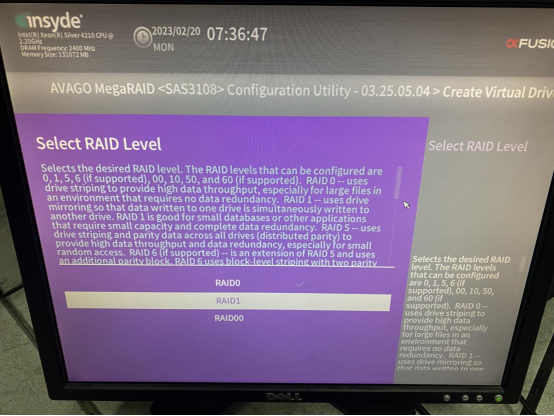 insyde
Intel(R) Xeon(R) Silver 4210 CPU @
2.20GHz
DRAM Frequency: 2400 MHz
Memory Size: 131072 MB
2023/02/20
MON
07:36:47
XFUSIO
AVAGO MegaRAID <SAS3108> Configuration Utility - 03.25.05.04 > Create Virtual Driv
Select RAID Level
Selects the desired RAID level. The RAID levels that can be configured are
0, 1, 5, 6 (if supported), 00, 10, 50, and 60 (if supported).  RAID 0 -- uses
drive striping to provide high data throughput, especially for large files in
an environment that requires no data redundancy.  RAID 1 -- uses drive
mirroring so that data written to one drive is simultaneously written to
another drive. RAID 1 is good for small databases or other applications
that require small capacity and complete data redundancy.  RAID 5 -- uses
drive striping and parity data across all drives (distributed parity) to
provide high data throughput and data redundancy, especially for small
random access. RAID 6 (if supported) -- is an extension of RAID 5 and uses
an additional parity block. RAID 6 uses block-level striping with two parity
RAID0
RAID1
RAID00
Select RAID Level
Selects the desired RAID
level. The RAID levels
that can be configured
are 0, 1, 5, 6 (if
supported), 00, 10, 50,
and 60 (if
supported).  RAID 0 --
uses drive striping to
provide high data
throughput, especially
for large files in an
environment that
requires no data
redundancy.  RAID 1 --
uses drive mirroring so
that data written to one
DELL